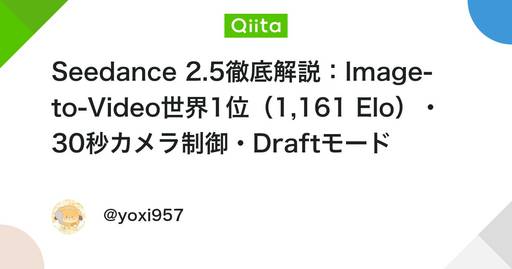 Qiita
Seedance 2.5徹底解説：Image-
to-Video世界1位（1,161 Elo）・
30秒カメラ制御・Draftモード
@yoxi957